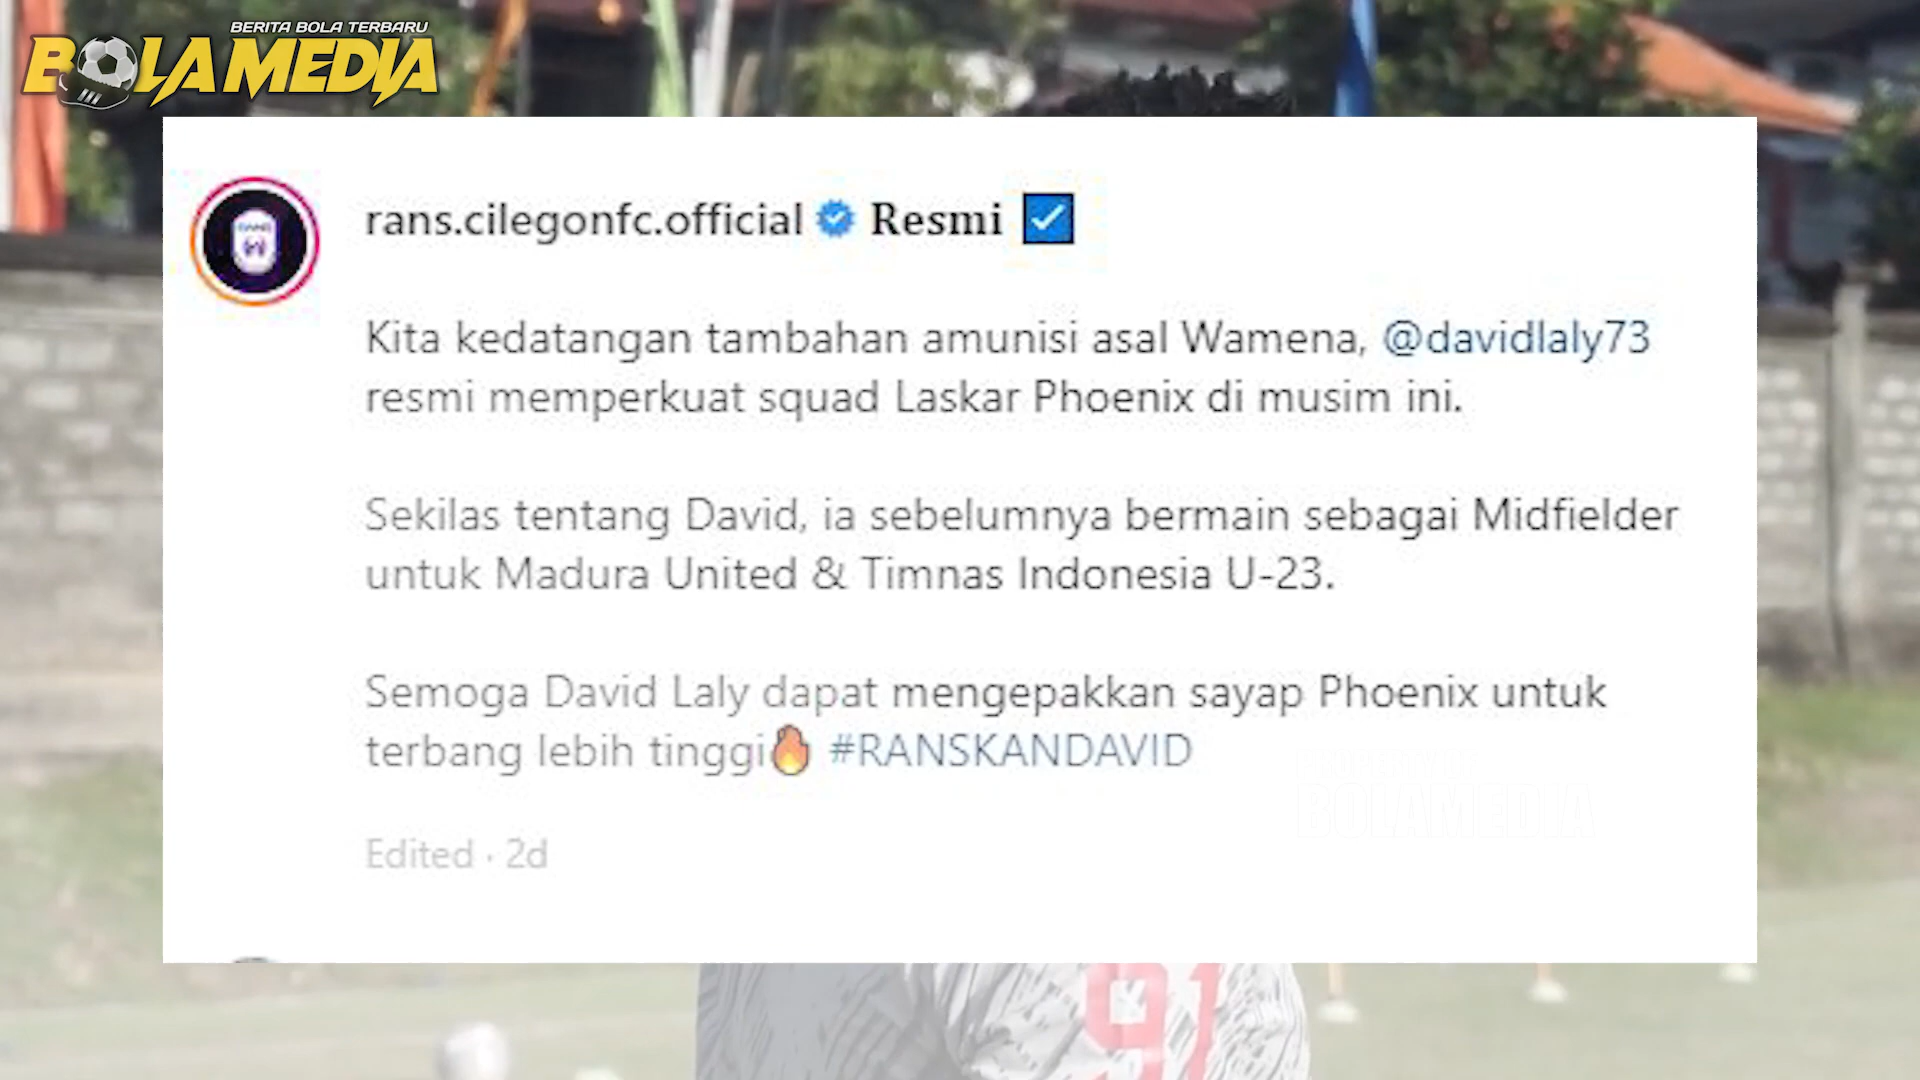 BERITA BOLA TERBARU
BOLAMEDIA
rans.cilegonfc.official Resmi
Kita kedatangan tambahan amunisi asal Wamena, @davidlaly73
resmi memperkuat squad Laskar Phoenix di musim ini.
Sekilas tentang David, ia sebelumnya bermain sebagai Midfielder
untuk Madura United & Timnas Indonesia U-23.
Semoga David Laly dapat mengepakkan sayap Phoenix untuk
terbang lebih tinggi🔥 #RANSKANDAVID
BOLAMEDIA
Edited · 2d
91